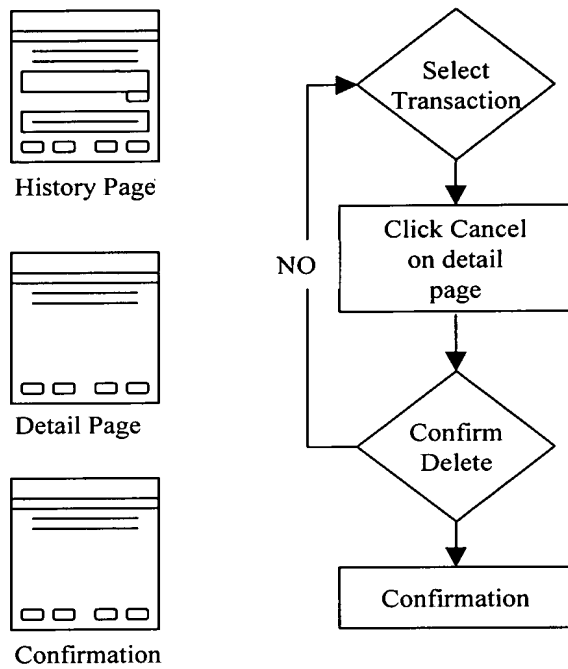 History Page
Detail Page
Confirmation
Select
Transaction
Click Cancel
on detail
page
NO
Confirm
Delete
Confirmation